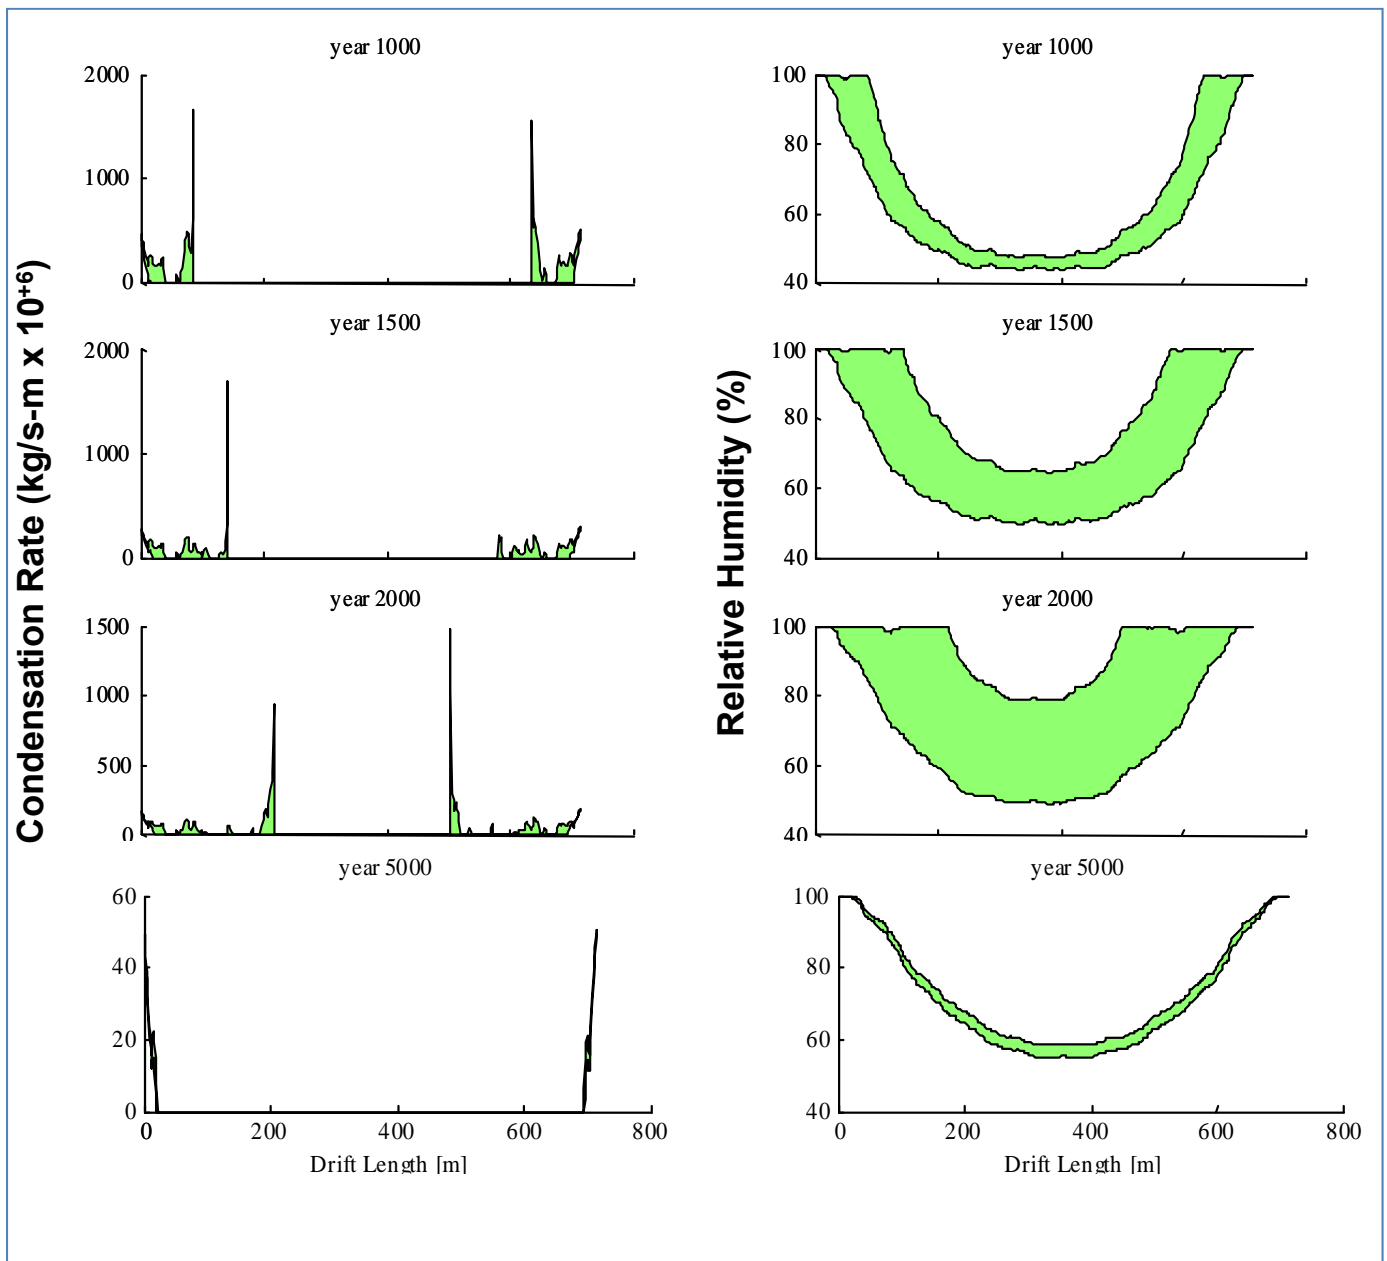 Condensation Rate (kg/s-m x 10⁺⁶)
year 1000
2000
1000
0
year 1500
2000
1000
0
year 2000
1500
1000
500
0
year 5000
60
40
20
0
0 200 400 600 800
Drift Length [m]
Relative Humidity (%)
year 1000
100
80
60
40
year 1500
100
80
60
40
year 2000
100
80
60
40
year 5000
100
80
60
40
0 200 400 600 800
Drift Length [m]